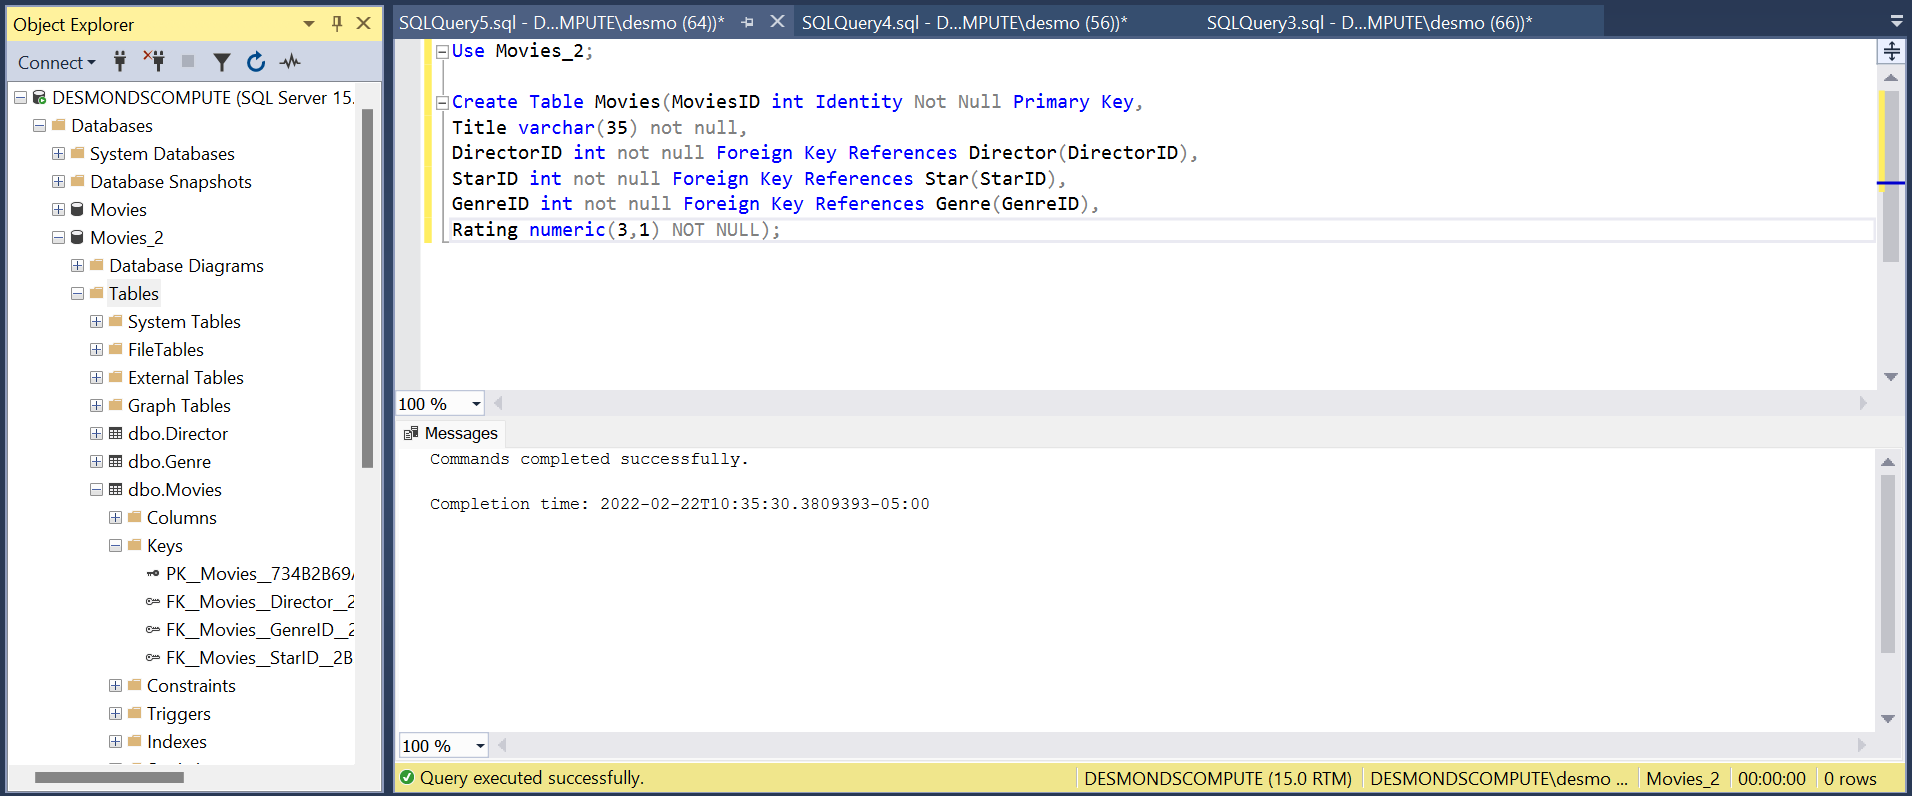 Object Explorer
Connect
DESMONDSCOMPUTE (SQL Server 15.
Databases
System Databases
Database Snapshots
Movies
Movies_2
Database Diagrams
Tables
System Tables
FileTables
External Tables
Graph Tables
dbo.Director
dbo.Genre
dbo.Movies
Columns
Keys
PK__Movies__734B2B69
FK__Movies__Director__2
FK__Movies__GenreID__2
FK__Movies__StarID__2B
Constraints
Triggers
Indexes
SQLQuery5.sql - D...MPUTE\desmo (64))* SQLQuery4.sql - D...MPUTE\desmo (56))* SQLQuery3.sql - D...MPUTE\desmo (66))*
Use Movies_2;
Create Table Movies(MoviesID int Identity Not Null Primary Key,
Title varchar(35) not null,
DirectorID int not null Foreign Key References Director(DirectorID),
StarID int not null Foreign Key References Star(StarID),
GenreID int not null Foreign Key References Genre(GenreID),
Rating numeric(3,1) NOT NULL);
100 %
Messages
Commands completed successfully.
Completion time: 2022-02-22T10:35:30.3809393-05:00
100 %
Query executed successfully. DESMONDSCOMPUTE (15.0 RTM) DESMONDSCOMPUTE\desmo ... Movies_2 00:00:00 0 rows